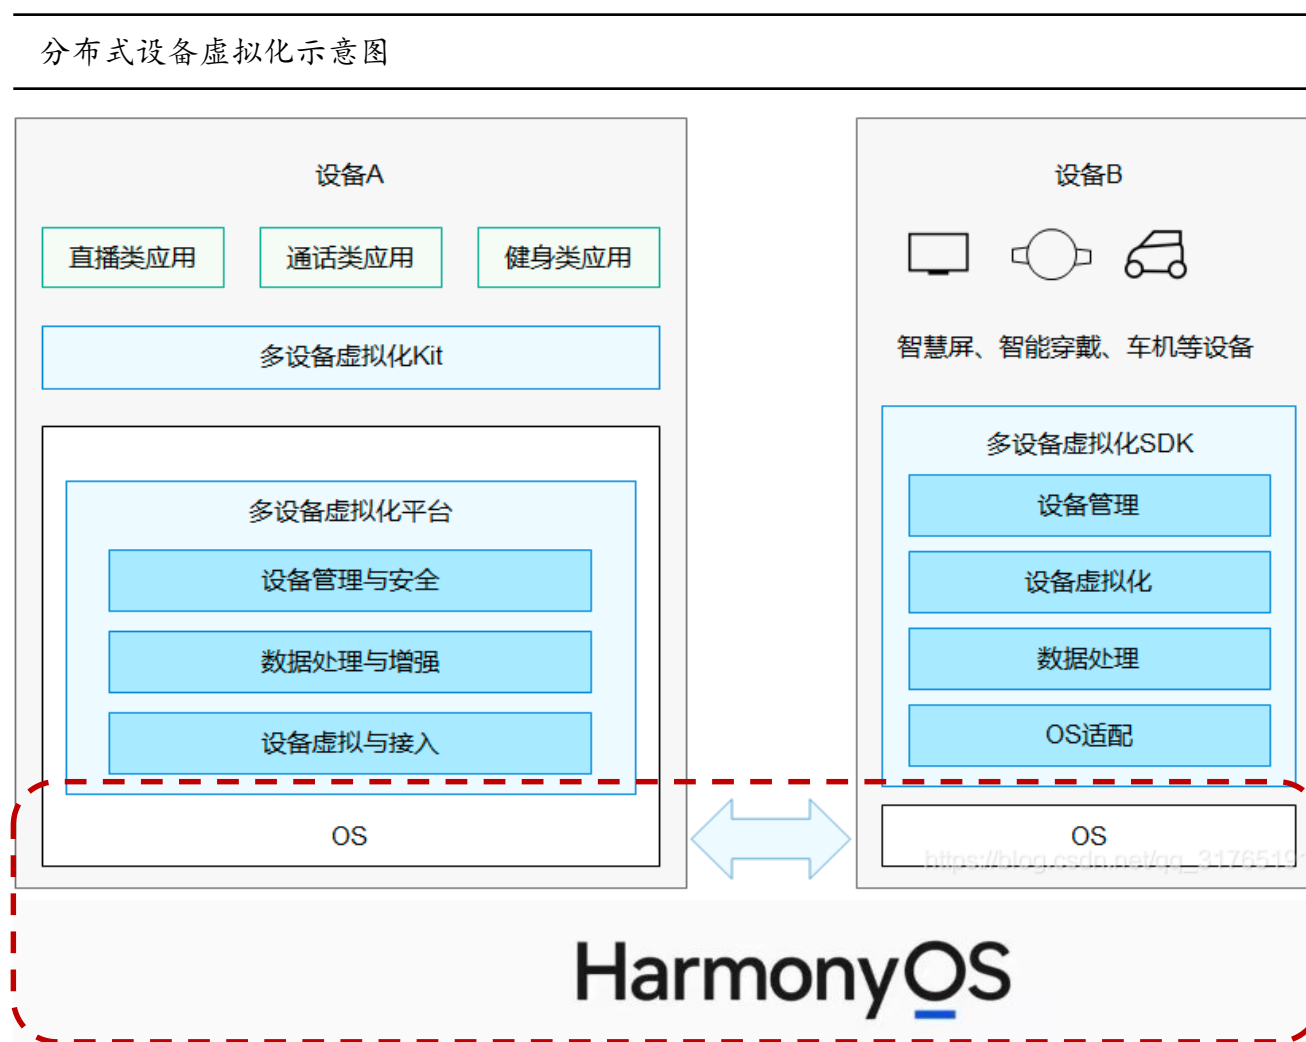 分布式设备虚拟化示意图
设备A
直播类应用
通话类应用
健身类应用
多设备虚拟化Kit
多设备虚拟化平台
设备管理与安全
数据处理与增强
设备虚拟与接入
OS
设备B
智慧屏、智能穿戴、车机等设备
多设备虚拟化SDK
设备管理
设备虚拟化
数据处理
OS适配
OS
https://blog.csdn.net/qq_3176519
HarmonyOS